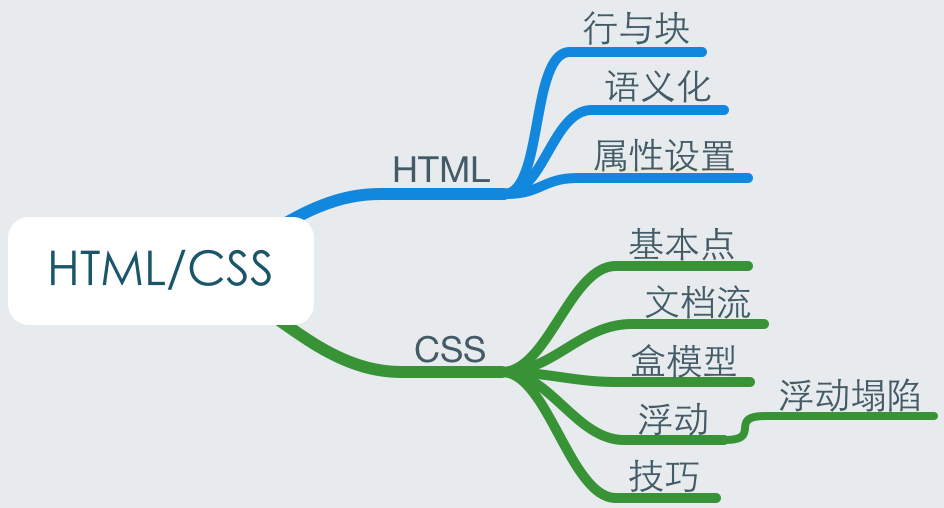 HTML/CSS
HTML
行与块
语义化
属性设置
CSS
基本点
文档流
盒模型
浮动
浮动塌陷
技巧